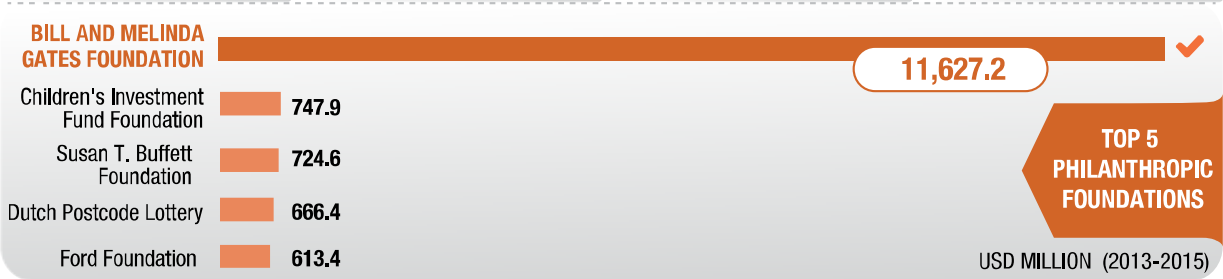 BILL AND MELINDA
GATES FOUNDATION
11,627.2
Children's Investment
Fund Foundation
747.9
Susan T. Buffett
Foundation
724.6
Dutch Postcode Lottery
666.4
Ford Foundation
613.4
TOP 5
PHILANTHROPIC
FOUNDATIONS
USD MILLION (2013-2015)